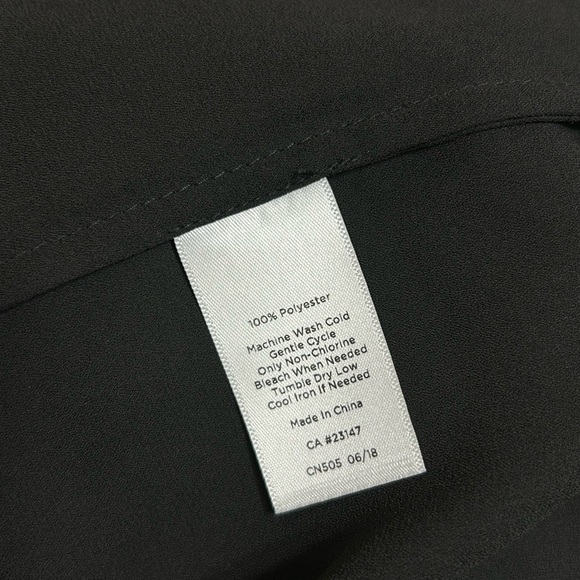 100% Polyester
Machine Wash Cold
Gentle Cycle
Only Non-Chlorine
Bleach When Needed
Tumble Dry Low
Cool Iron If Needed
Made In China
CA #23147
CN505 06/18